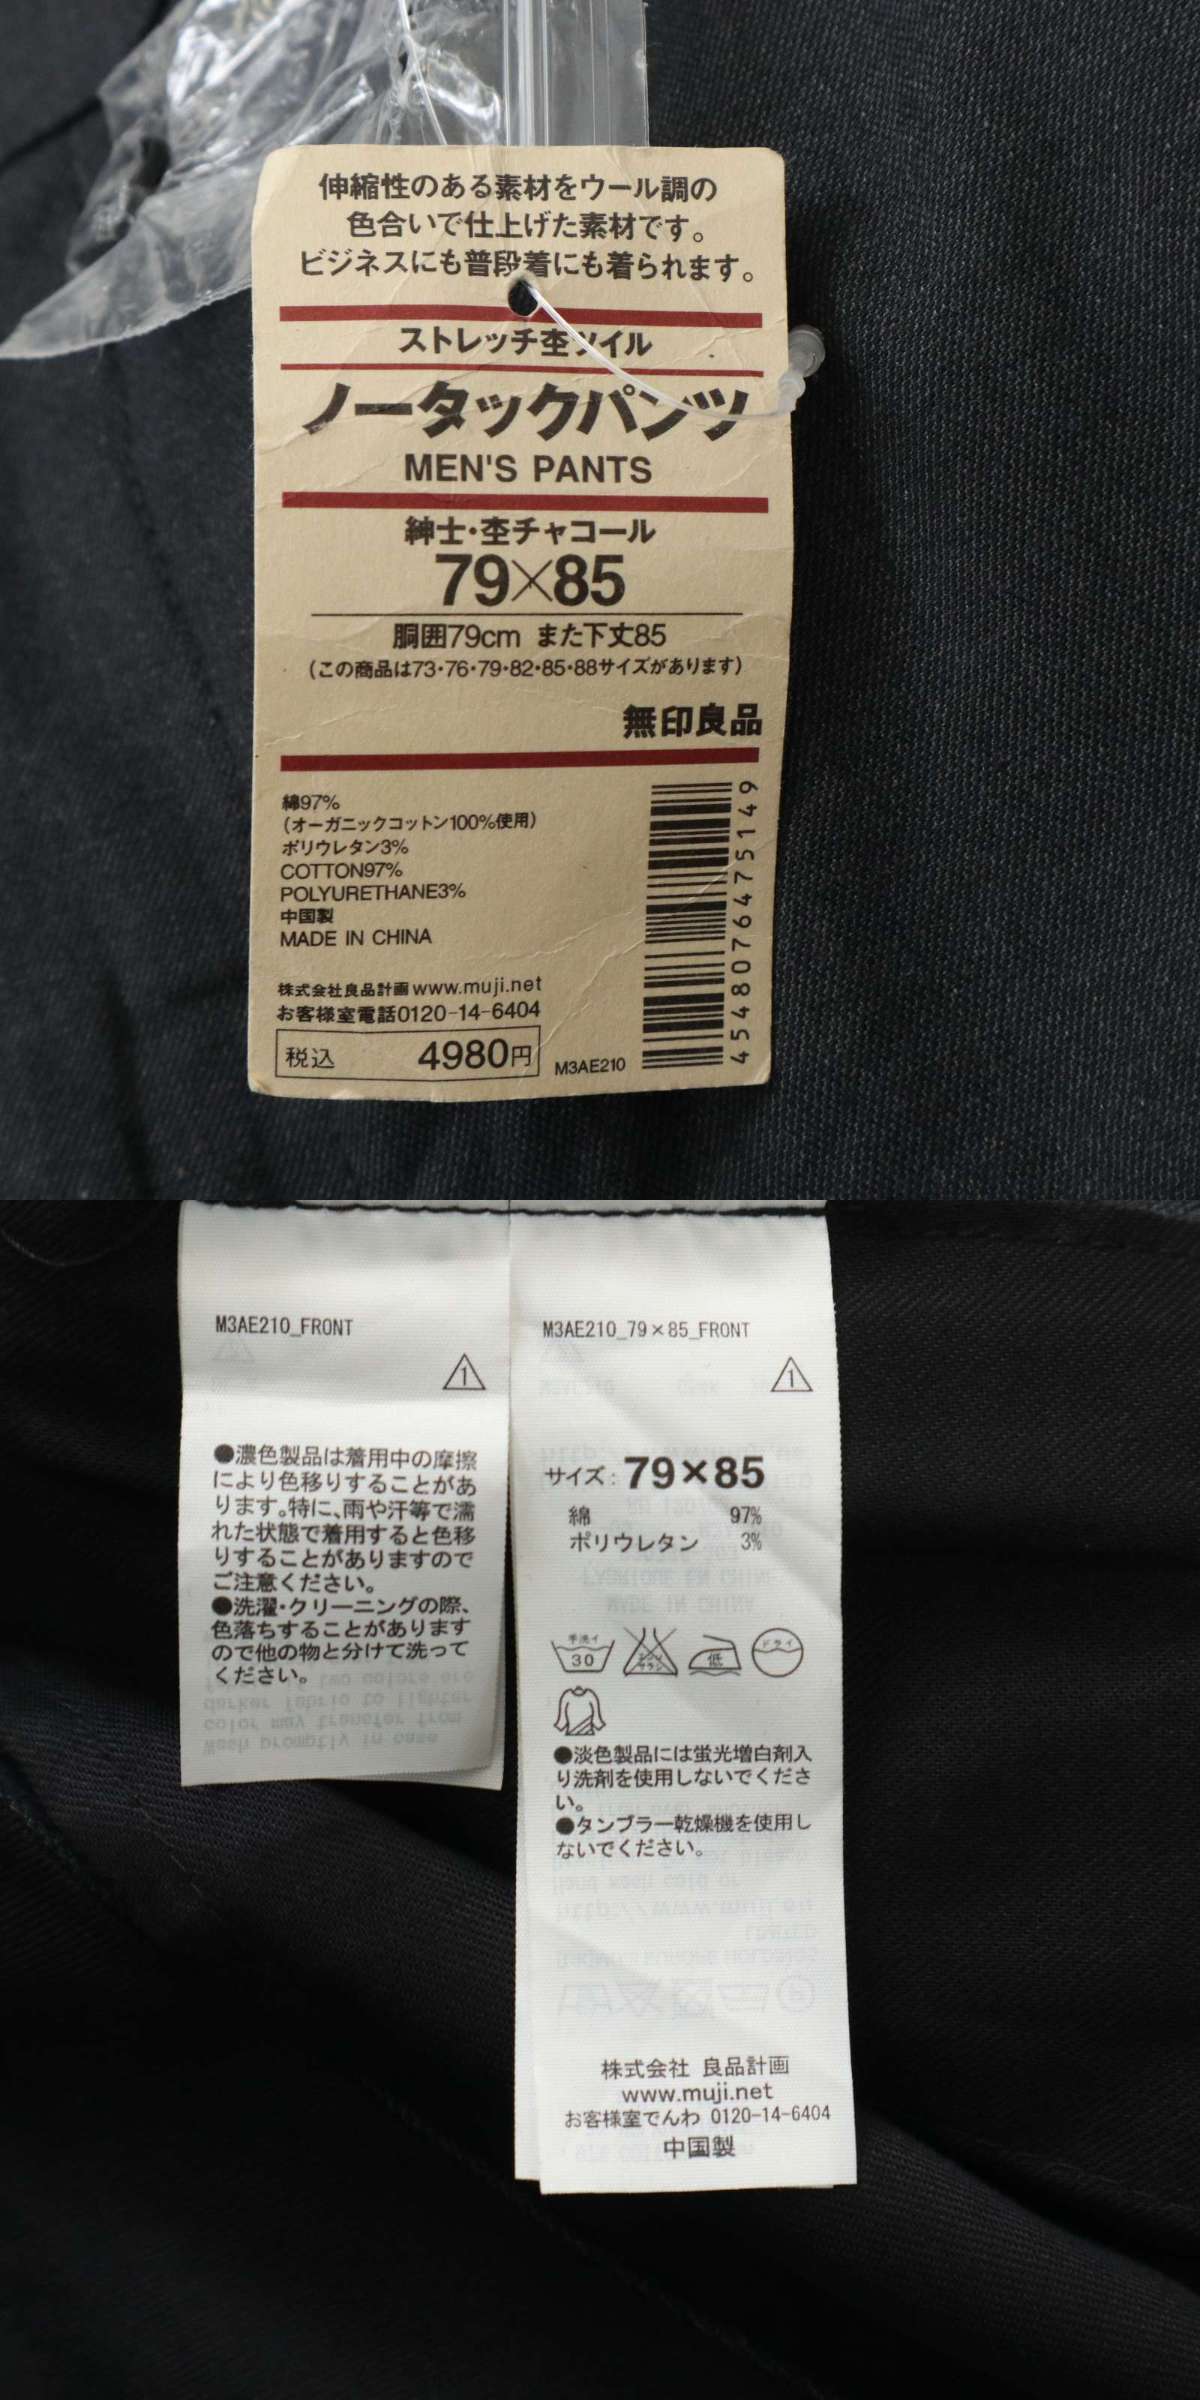 伸縮性のある素材をウール調の
色合いで仕上げた素材です。
ビジネスにも普段着にも着られます。
ストレッチ杢ツイル
ノータックパンツ
MEN'S PANTS
紳士・杢チャコール
79×85
胴囲79cm また下丈85
(この商品は73・76・79・82・85・88サイズがあります)
無印良品
綿97%
(オーガニックコットン100%使用)
ポリウレタン3%
COTTON97%
POLYURETHANE3%
中国製
MADE IN CHINA
株式会社良品計画 www.muji.net
お客様室電話0120-14-6404
税込 4980円
M3AE210
4548076475149
M3AE210_FRONT
1
●濃色製品は着用中の摩擦
により色移りすることがあ
ります。特に、雨や汗等で濡
れた状態で着用すると色移
りすることがありますので
ご注意ください。
●洗濯・クリーニングの際、
色落ちすることがあります
ので他の物と分けて洗って
ください。
M3AE210_79×85_FRONT
1
サイズ: 79×85
綿 97%
ポリウレタン 3%
手洗イ
30
エンソ
サラシ
低
ドライ
●淡色製品には蛍光増白剤入
り洗剤を使用しないでくださ
い。
●タンブラー乾燥機を使用し
ないでください。
株式会社 良品計画
www.muji.net
お客様室でんわ 0120-14-6404
中国製